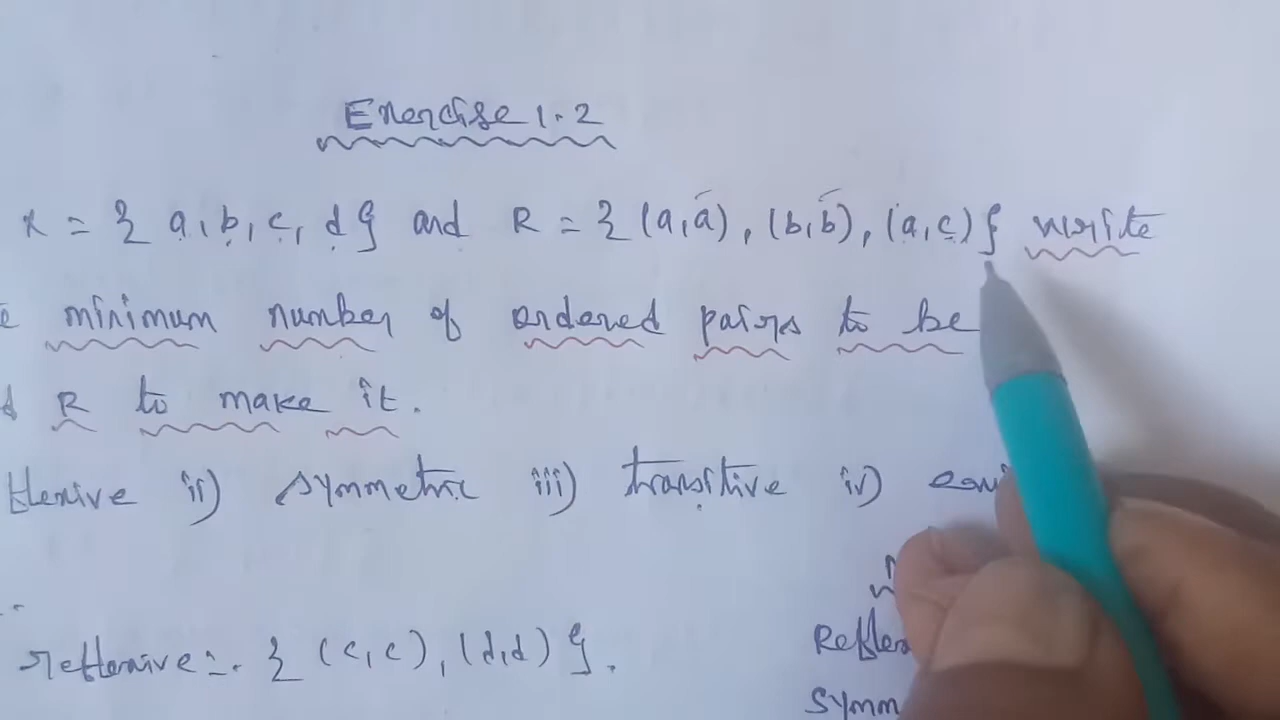 Exercise 1.2
X = { a, b, c, d } and R = { (a, a), (b, b), (a, c) } write
minimum number of ordered pairs to be
R to make it.
ii) symmetric iii) transitive iv)
reflexive :- { (c, c), (d, d) }.